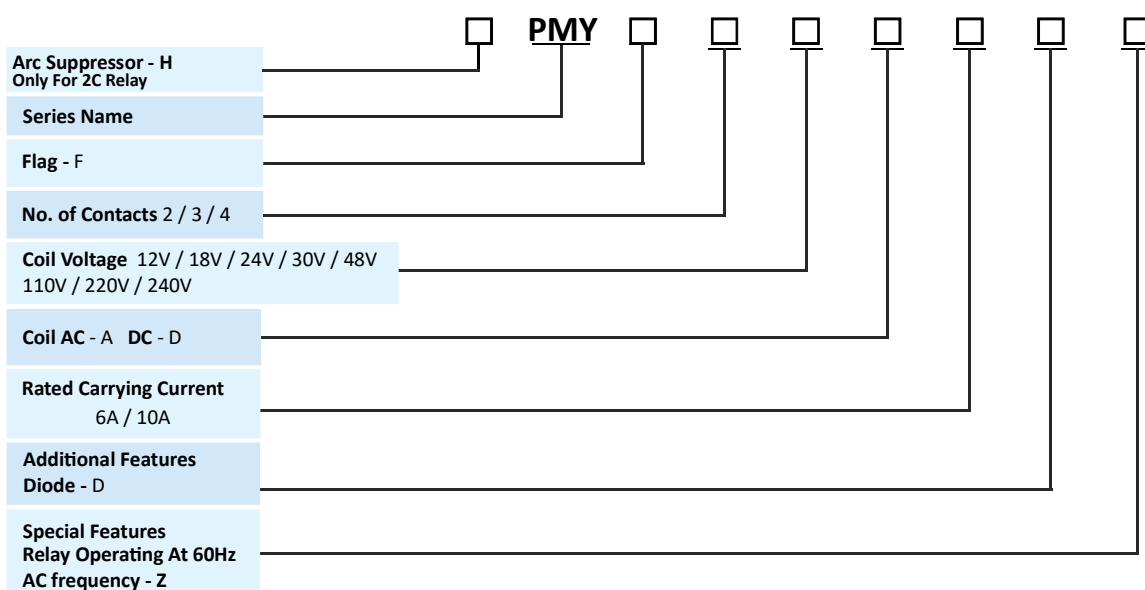 PMY
Arc Suppressor - H
Only For 2C Relay
Series Name
Flag - F
No. of Contacts 2 / 3 / 4
Coil Voltage 12V / 18V / 24V / 30V / 48V
110V / 220V / 240V
Coil AC - A DC - D
Rated Carrying Current
6A / 10A
Additional Features
Diode - D
Special Features
Relay Operating At 60Hz
AC frequency - Z